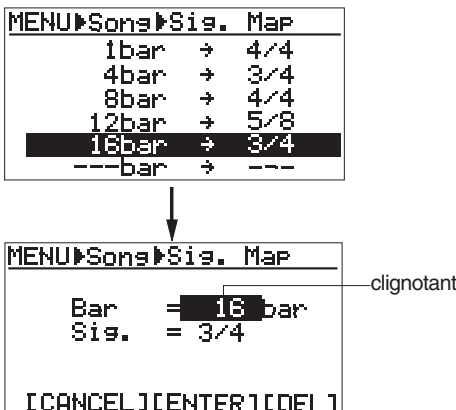 MENU▶Song▶Sig. Map
1bar → 4/4
4bar → 3/4
8bar → 4/4
12bar → 5/8
16bar → 3/4
---bar → ---
MENU▶Song▶Sig. Map
Bar = 16 bar
clignotant
Sig. = 3/4
[CANCEL][ENTER][DEL]